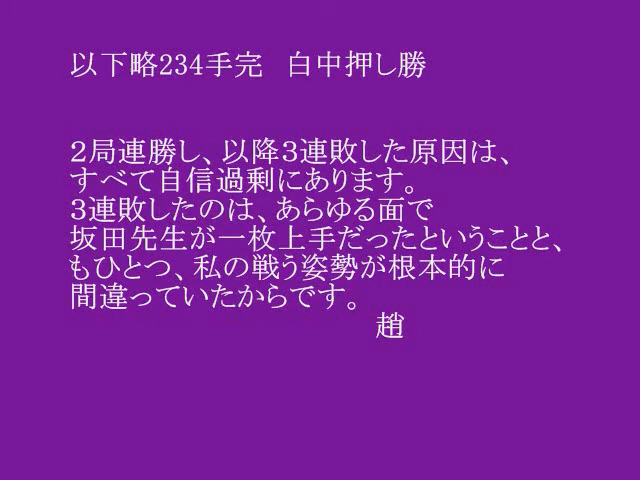 以下略234手完　白中押し勝
２局連勝し、以降３連敗した原因は、
すべて自信過剰にあります。
３連敗したのは、あらゆる面で
坂田先生が一枚上手だったということと、
もひとつ、私の戦う姿勢が根本的に
間違っていたからです。
趙